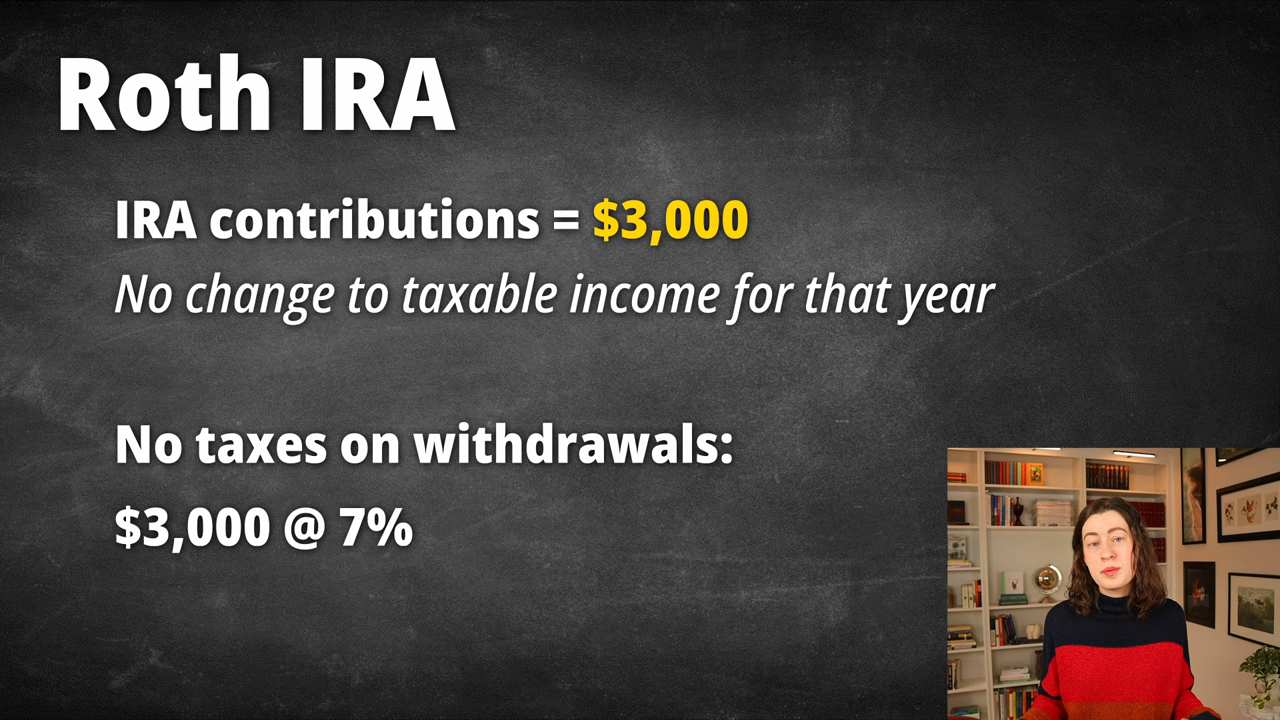 Roth IRA
IRA contributions = $3,000
No change to taxable income for that year
No taxes on withdrawals:
$3,000 @ 7%